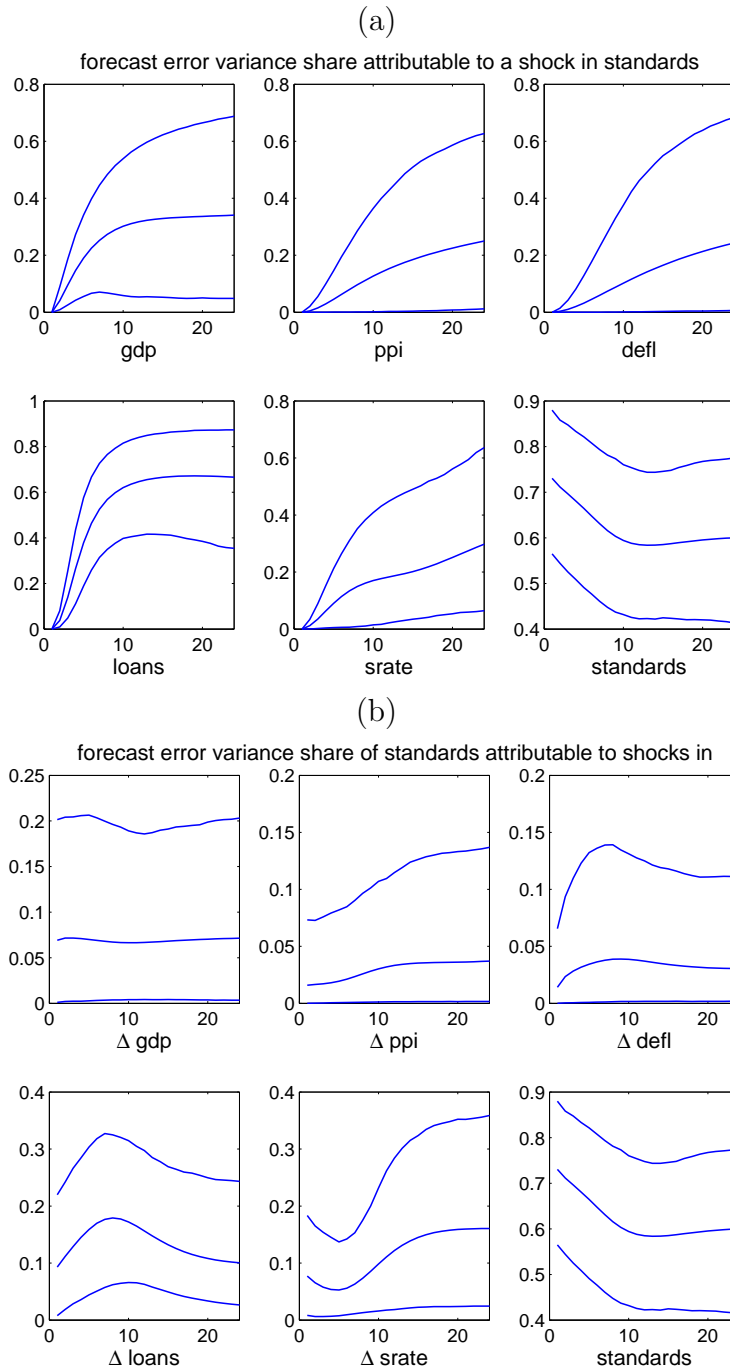 (a)
forecast error variance share attributable to a shock in standards
0.8
0.6
0.4
0.2
0
0 10 20
gdp
0.8
0.6
0.4
0.2
0
0 10 20
ppi
0.8
0.6
0.4
0.2
0
0 10 20
defl
1
0.8
0.6
0.4
0.2
0
0 10 20
loans
0.8
0.6
0.4
0.2
0
0 10 20
srate
0.9
0.8
0.7
0.6
0.5
0.4
0 10 20
standards
(b)
forecast error variance share of standards attributable to shocks in
0.25
0.2
0.15
0.1
0.05
0
0 10 20
Δ gdp
0.2
0.15
0.1
0.05
0
0 10 20
Δ ppi
0.2
0.15
0.1
0.05
0
0 10 20
Δ defl
0.4
0.3
0.2
0.1
0
0 10 20
Δ loans
0.4
0.3
0.2
0.1
0
0 10 20
Δ srate
0.9
0.8
0.7
0.6
0.5
0.4
0 10 20
standards